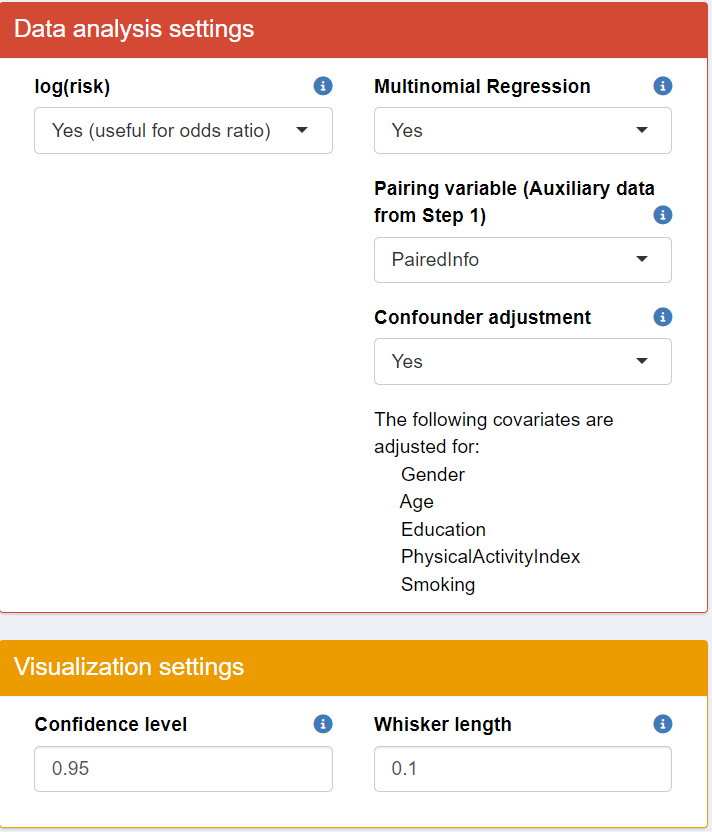 Data analysis settings
log(risk)
Yes (useful for odds ratio)
Multinomial Regression
Yes
Pairing variable (Auxiliary data
from Step 1)
PairedInfo
Confounder adjustment
Yes
The following covariates are
adjusted for:
Gender
Age
Education
PhysicalActivityIndex
Smoking
Visualization settings
Confidence level
0.95
Whisker length
0.1